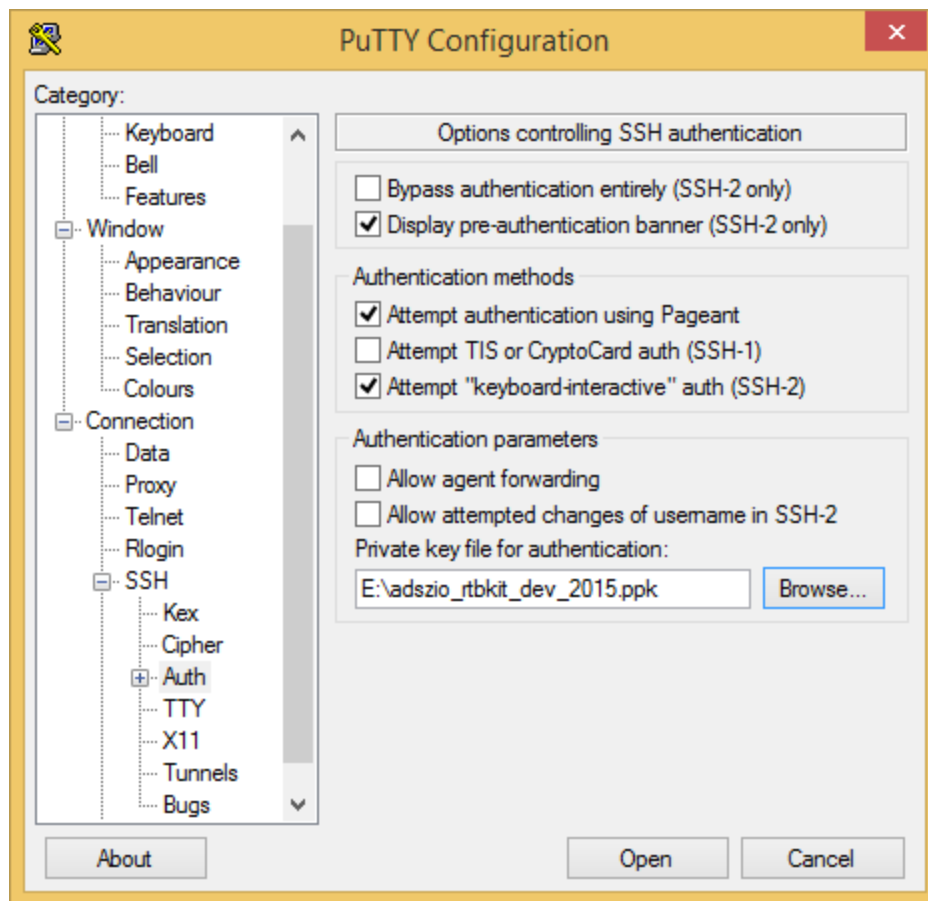 PuTTY Configuration
Category:
Keyboard
Bell
Features
Window
Appearance
Behaviour
Translation
Selection
Colours
Connection
Data
Proxy
Telnet
Rlogin
SSH
Kex
Cipher
Auth
TTY
X11
Tunnels
Bugs
Options controlling SSH authentication
Bypass authentication entirely (SSH-2 only)
Display pre-authentication banner (SSH-2 only)
Authentication methods
Attempt authentication using Pageant
Attempt TIS or CryptoCard auth (SSH-1)
Attempt "keyboard-interactive" auth (SSH-2)
Authentication parameters
Allow agent forwarding
Allow attempted changes of username in SSH-2
Private key file for authentication:
E:\adszio_rtbkit_dev_2015.ppk
Browse...
About
Open
Cancel